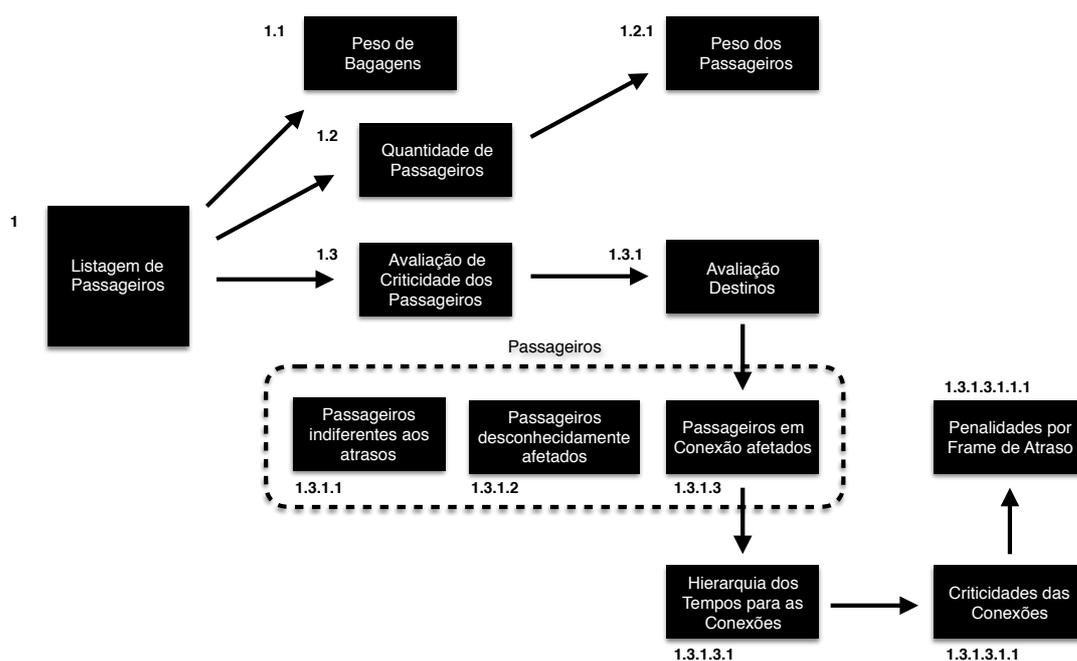 1.1
Peso de
Bagagens
1.2.1
Peso dos
Passageiros
1.2
Quantidade de
Passageiros
1
Listagem de
Passageiros
1.3
Avaliação de
Criticidade dos
Passageiros
1.3.1
Avaliação
Destinos
Passageiros
Passageiros
indiferentes aos
atrasos
1.3.1.1
Passageiros
desconhecidamente
afetados
1.3.1.2
Passageiros em
Conexão afetados
1.3.1.3
1.3.1.3.1.1.1
Penalidades por
Frame de Atraso
Hierarquia dos
Tempos para as
Conexões
1.3.1.3.1
Criticidades das
Conexões
1.3.1.3.1.1